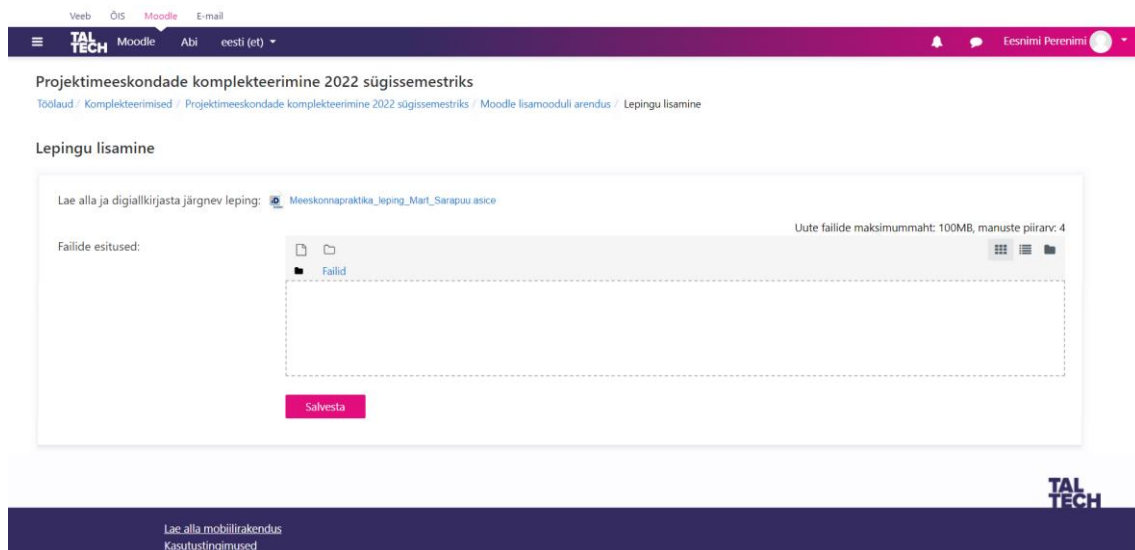 Veeb ÕIS Moodle E-mail
TAL TECH Moodle Abi eesti (et) Eesnimi Perenimi
Projektimeeskondade komplekteerimine 2022 sügissemestriks
Töölaud / Komplekteerimised / Projektimeeskondade komplekteerimine 2022 sügissemestriks / Moodle lisamooduli arendus / Lepingu lisamine
Lepingu lisamine
Lae alla ja digiallkirjasta järgnev leping: Meeskonnapraktika_leping_Mart_Sarapuu.asice
Uute failide maksimummaht: 100MB, manuste piirarv: 4
Failide esitused:
Failid
Salvesta
TAL
TECH
Lae alla mobiilirakendus
Kasutustingimused